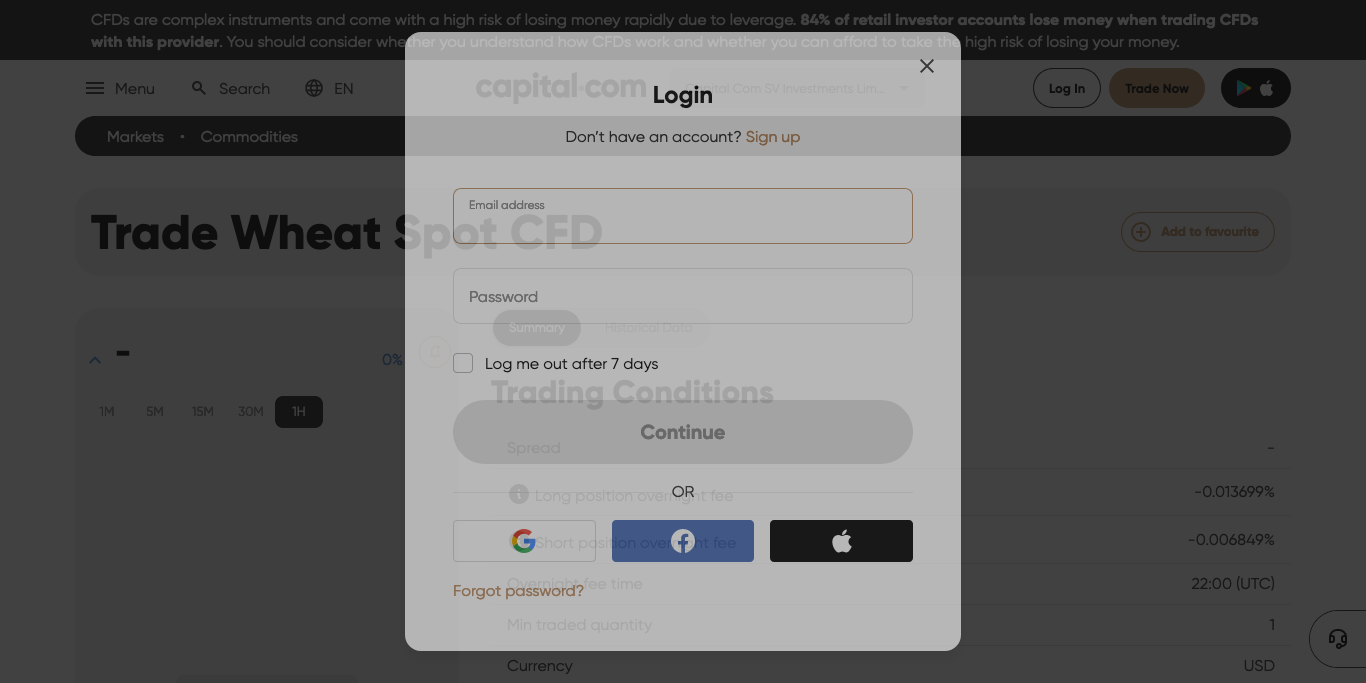 CFDs are complex instruments and come with a high risk of losing money rapidly due to leverage. 84% of retail investor accounts lose money when trading CFDs
with this provider. You should consider whether you understand how CFDs work and whether you can afford to take the high risk of losing your money.
Menu
Search
EN
capital com
Capital Com SV Investments Lim...
Log In
Trade Now
Markets • Commodities
Login
Don't have an account? Sign up
Trade Wheat Spot CFD
Add to favourite
Email address
Password
Summary
Historical Data
-
0%
Log me out after 7 days
1M 5M 15M 30M 1H
Trading Conditions
Continue
Spread -
OR
Long position overnight fee -0.013699%
Short position overnight fee -0.006849%
Overnight fee time 22:00 (UTC)
Forgot password?
Min traded quantity 1
Currency USD